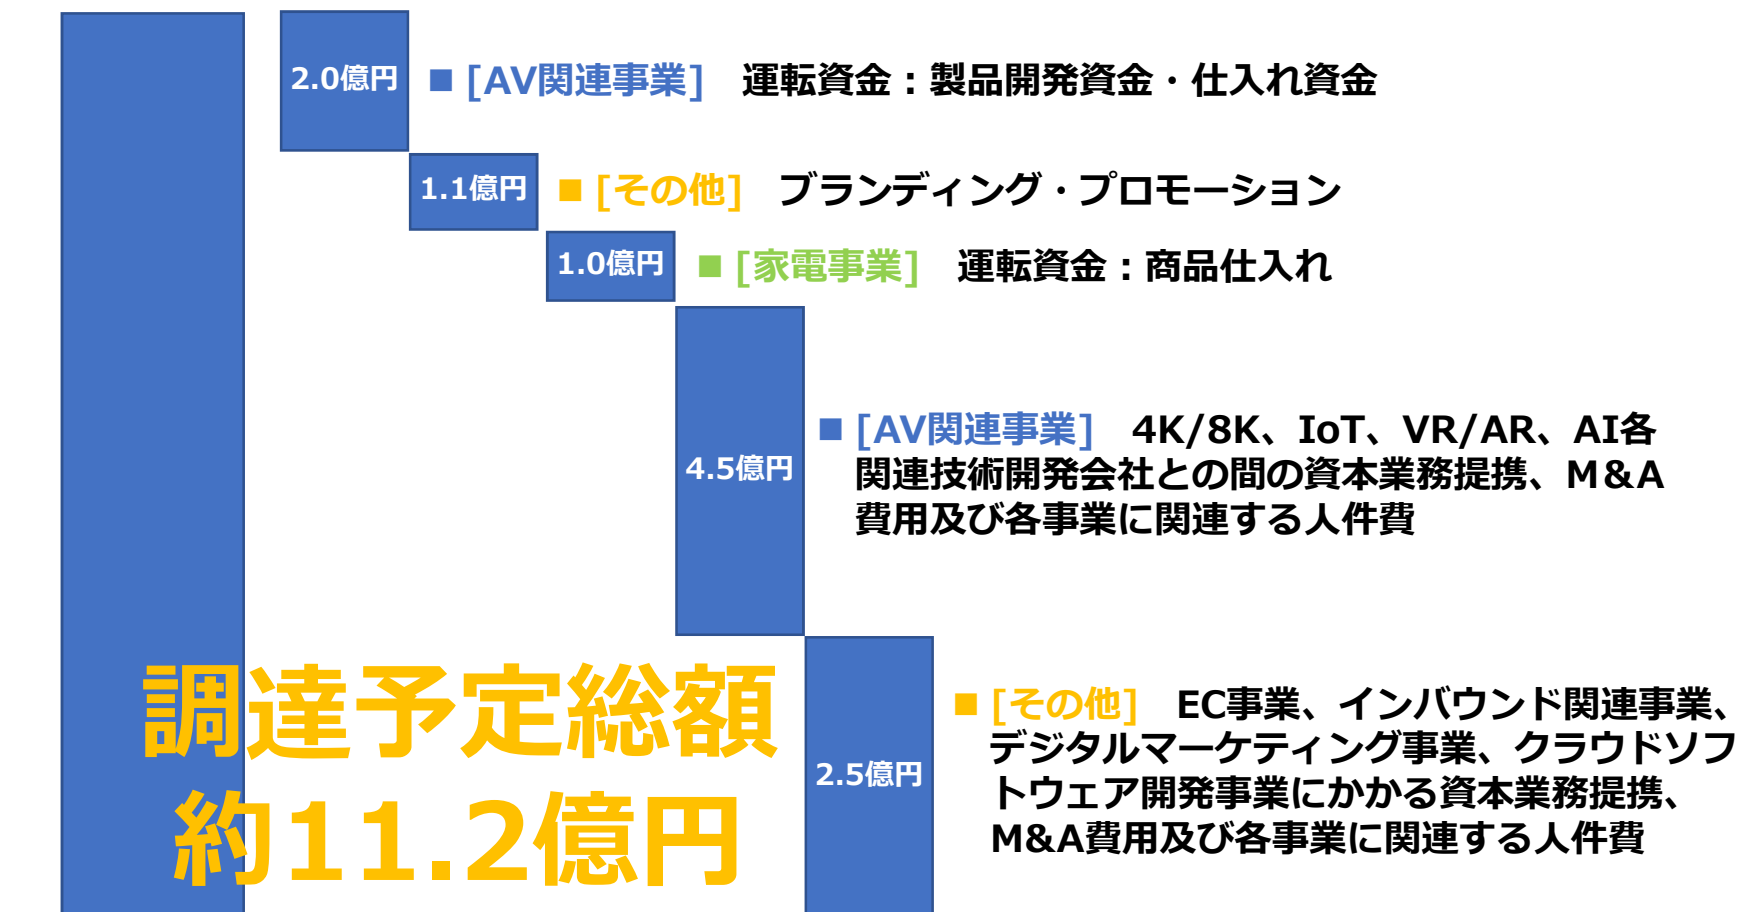 2.0億円 ■ [AV関連事業] 運転資金：製品開発資金・仕入れ資金
1.1億円 ■ [その他] ブランディング・プロモーション
1.0億円 ■ [家電事業] 運転資金：商品仕入れ
■ [AV関連事業] 4K/8K、IoT、VR/AR、AI各
4.5億円 関連技術開発会社との間の資本業務提携、M＆A
費用及び各事業に関連する人件費
調達予定総額
約11.2億円
■ [その他] EC事業、インバウンド関連事業、
デジタルマーケティング事業、クラウドソフ
2.5億円
トウェア開発事業にかかる資本業務提携、
M&A費用及び各事業に関連する人件費